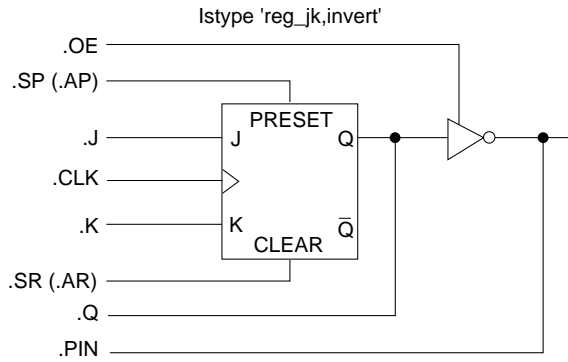 Istype 'reg_jk,invert'
.OE
.SP (.AP)
PRESET
.J
J
Q
.CLK
.K
K
Q̅
CLEAR
.SR (.AR)
.Q
.PIN